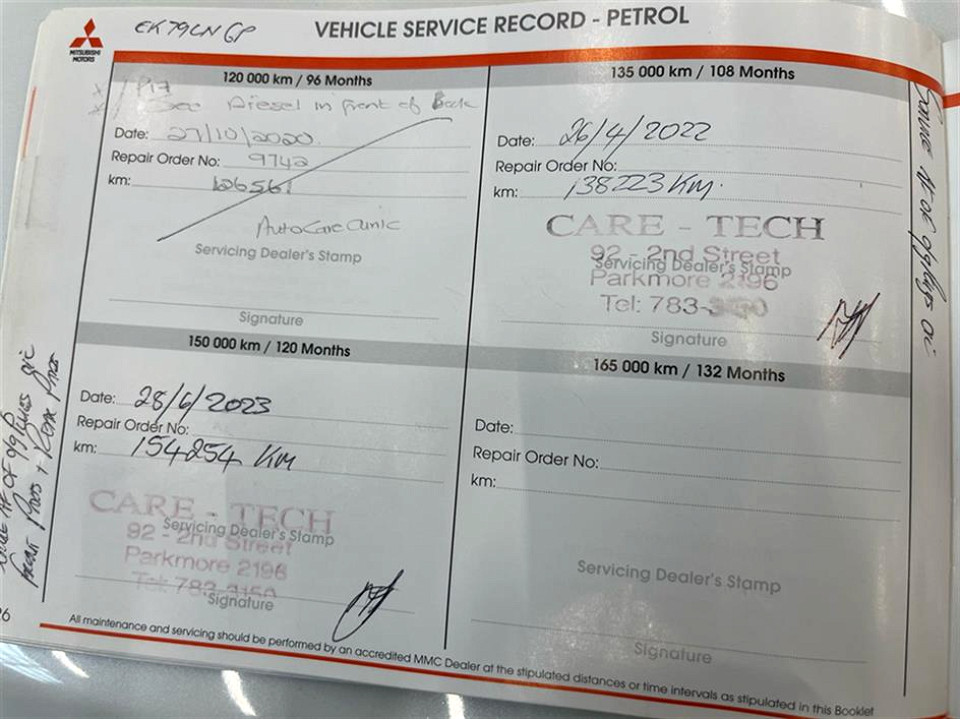 MITSUBISHI
MOTORS
EK79LN GP
VEHICLE SERVICE RECORD - PETROL
120 000 km / 96 Months
See Diesel in front of Book
Date: 27/10/2020
Repair Order No: 9742
km: 126561
AutoCare Clinic
Servicing Dealer's Stamp
Signature
135 000 km / 108 Months
Date: 26/4/2022
Repair Order No:
km: 138223 KM.
CARE - TECH
92 - 2nd Street
Servicing Dealer's Stamp
Parkmore 2196
Tel: 783-
Signature
150 000 km / 120 Months
Date: 28/6/2023
Repair Order No:
km: 154254 KM
CARE - TECH
Servicing Dealer's Stamp
92 - 2nd Street
Parkmore 2196
Tel: 783-3150
Signature
165 000 km / 132 Months
Date:
Repair Order No:
km:
Servicing Dealer's Stamp
Signature
All maintenance and servicing should be performed by an accredited MMC Dealer at the stipulated distances or time intervals as stipulated in this Booklet